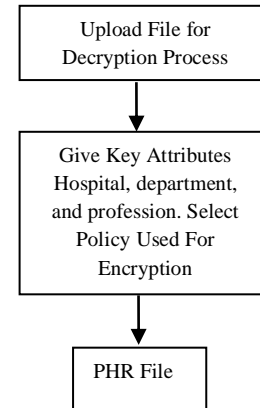 Upload File for
Decryption Process
Give Key Attributes
Hospital, department,
and profession. Select
Policy Used For
Encryption
PHR File